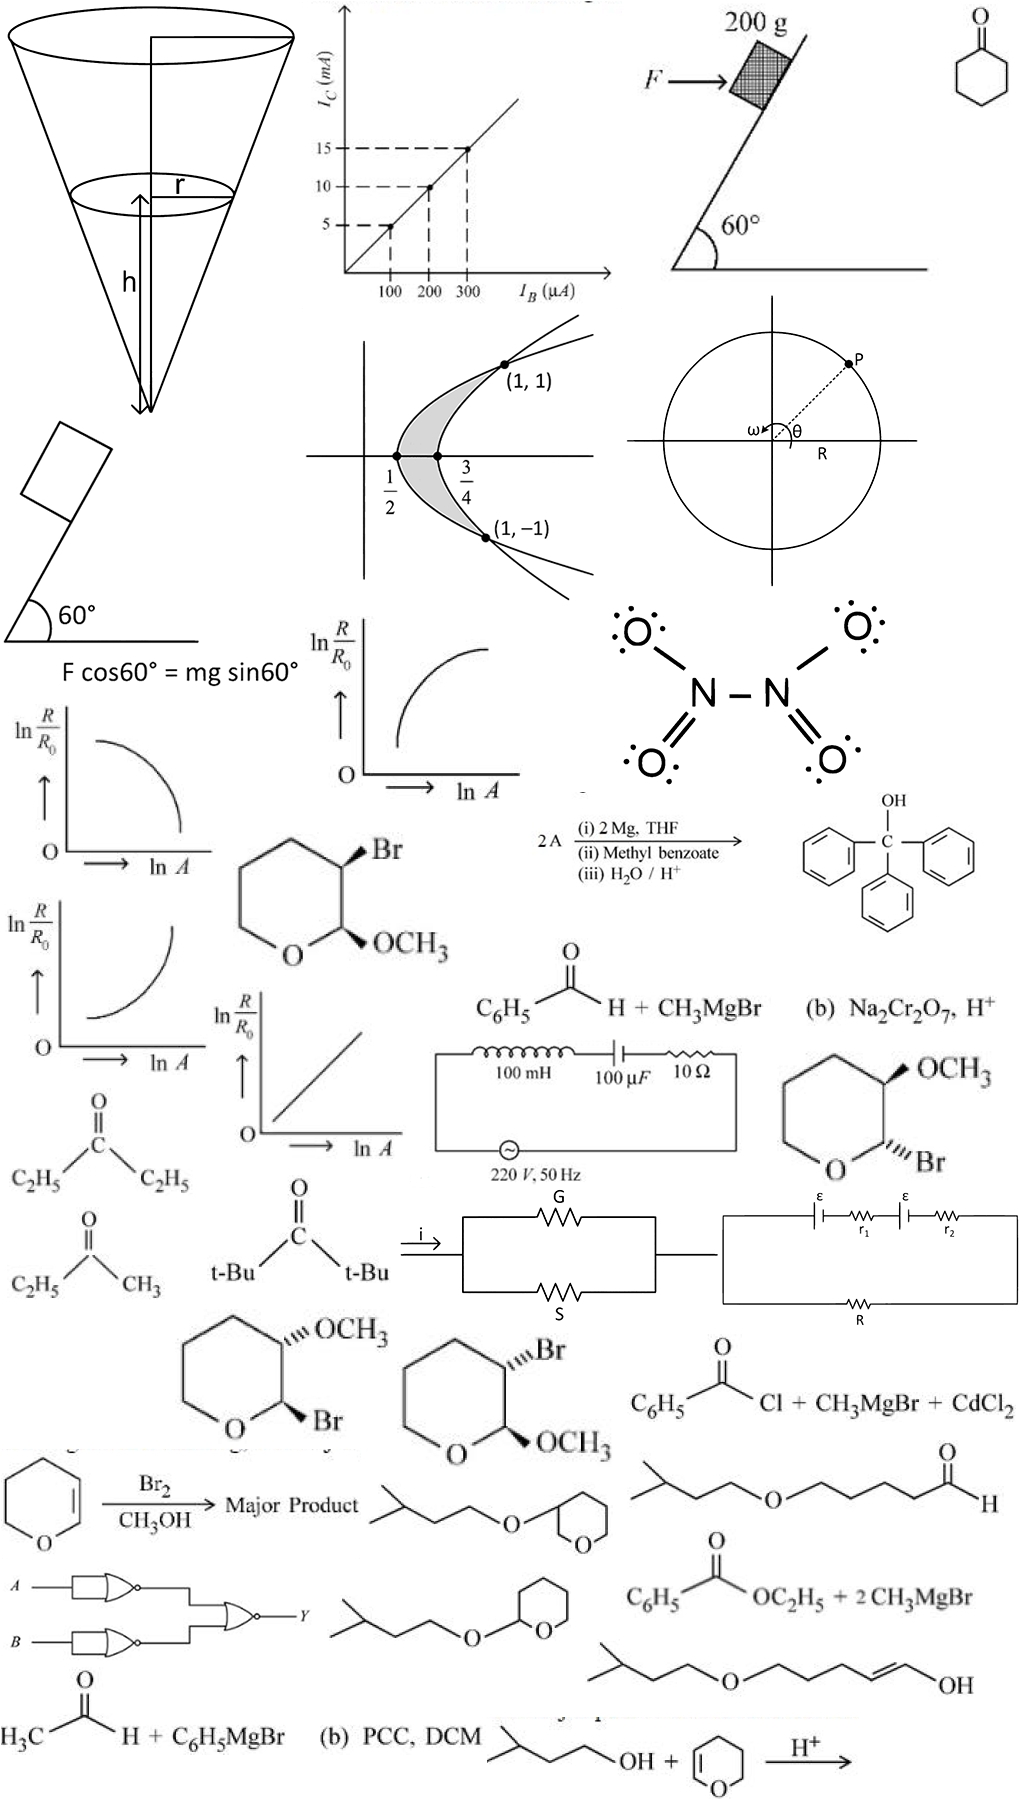 200 g
F
60°
O
r
h
I_C (mA)
15
10
5
100 200 300
I_B (μA)
(1, 1)
1/2
3/4
(1, –1)
P
ω
θ
R
60°
F cos60° = mg sin60°
ln R/R₀
O
ln A
O O
N – N
O O
ln R/R₀
O
ln A
Br
O
OCH₃
2 A
(i) 2 Mg, THF
(ii) Methyl benzoate
(iii) H₂O / H⁺
OH
C
ln R/R₀
O
ln A
ln R/R₀
O
ln A
O
C₆H₅ H + CH₃MgBr
(b) Na₂Cr₂O₇, H⁺
100 mH
100 μF
10 Ω
220 V, 50 Hz
OCH₃
O
Br
O
C
C₂H₅ C₂H₅
O
C₂H₅ CH₃
O
C
t-Bu t-Bu
i
G
S
ε r₁ ε r₂
R
OCH₃
O
Br
Br
O
OCH₃
O
C₆H₅ Cl + CH₃MgBr + CdCl₂
O
Br₂
CH₃OH
Major Product
O
O
O
O
H
A
B
Y
O
O
O
C₆H₅ OC₂H₅ + 2 CH₃MgBr
O
OH
O
H₃C H + C₆H₅MgBr
(b) PCC, DCM
OH +
O
H⁺